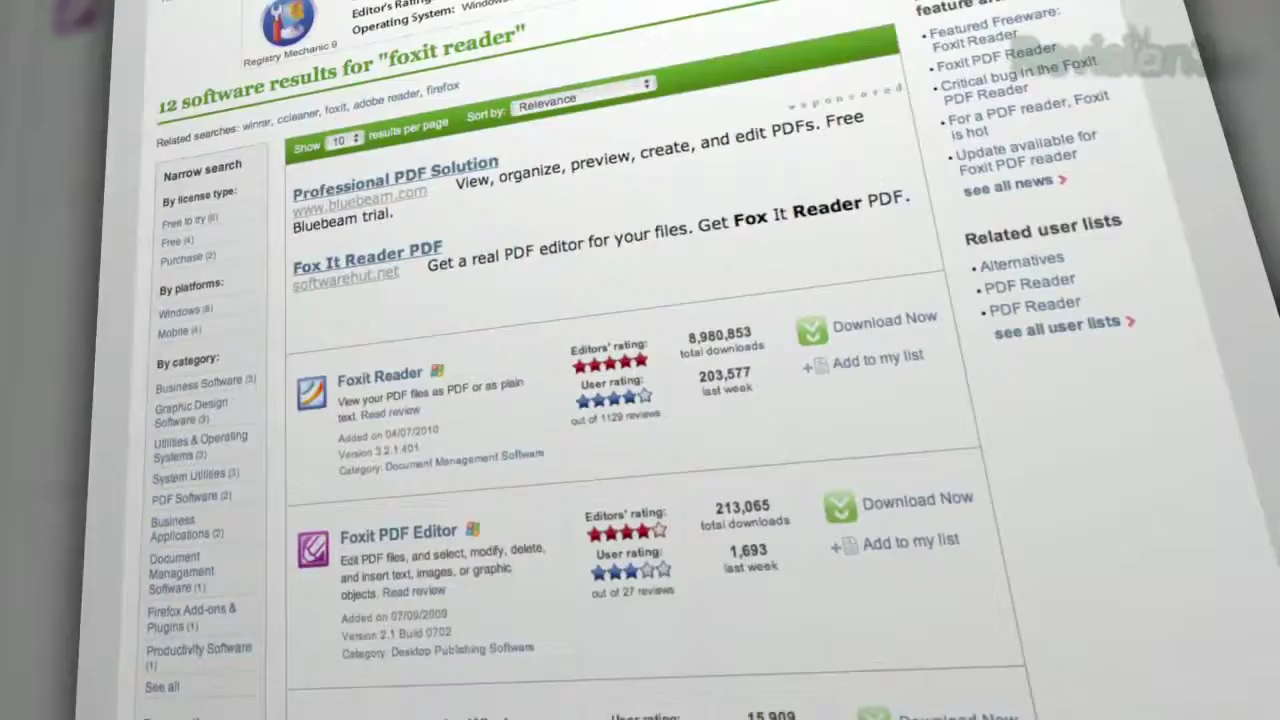 Editor's Rating:
Operating System: Windows
Registry Mechanic 9
12 software results for "foxit reader"
Related searches: winrar, ccleaner, foxit, adobe reader, firefox
Show 10 results per page Sort by: Relevance
sponsored
Narrow search
By license type:
Free to try (6)
Free (4)
Purchase (2)
By platforms:
Windows (8)
Mobile (4)
By category:
Business Software (3)
Graphic Design
Software (3)
Utilities & Operating
Systems (3)
System Utilities (3)
PDF Software (2)
Business
Applications (2)
Document
Management
Software (1)
Firefox Add-ons &
Plugins (1)
Productivity Software
(1)
See all
Professional PDF Solution
www.bluebeam.com View, organize, preview, create, and edit PDFs. Free
Bluebeam trial.
Fox It Reader PDF
softwarehut.net Get a real PDF editor for your files. Get Fox It Reader PDF.
Foxit Reader
View your PDF files as PDF or as plain
text. Read review
Added on 04/07/2010
Version 3.2.1.401
Category: Document Management Software
Editors' rating:
User rating:
out of 1129 reviews
8,980,853
total downloads
203,577
last week
Download Now
Add to my list
Foxit PDF Editor
Edit PDF files, and select, modify, delete,
and insert text, images, or graphic
objects. Read review
Added on 07/09/2009
Version 2.1 Build 0702
Category: Desktop Publishing Software
Editors' rating:
User rating:
out of 27 reviews
213,065
total downloads
1,693
last week
Download Now
Add to my list
User rating:
15,909
Download Now
• Featured Freeware:
Foxit Reader
• Foxit PDF Reader
• Critical bug in the Foxit
PDF Reader
• For a PDF reader, Foxit
is hot
• Update available for
Foxit PDF reader
see all news
Related user lists
• Alternatives
• PDF Reader
• PDF Reader
see all user lists